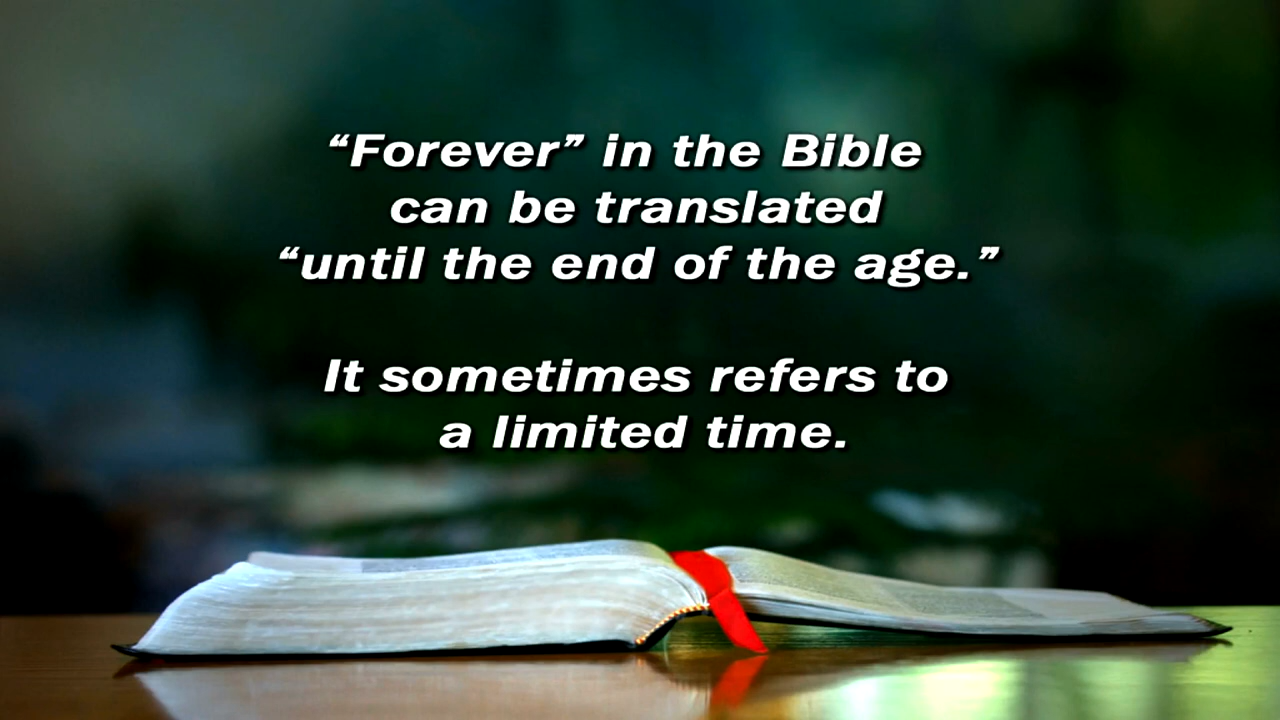 “Forever” in the Bible
can be translated
“until the end of the age.”
It sometimes refers to
a limited time.